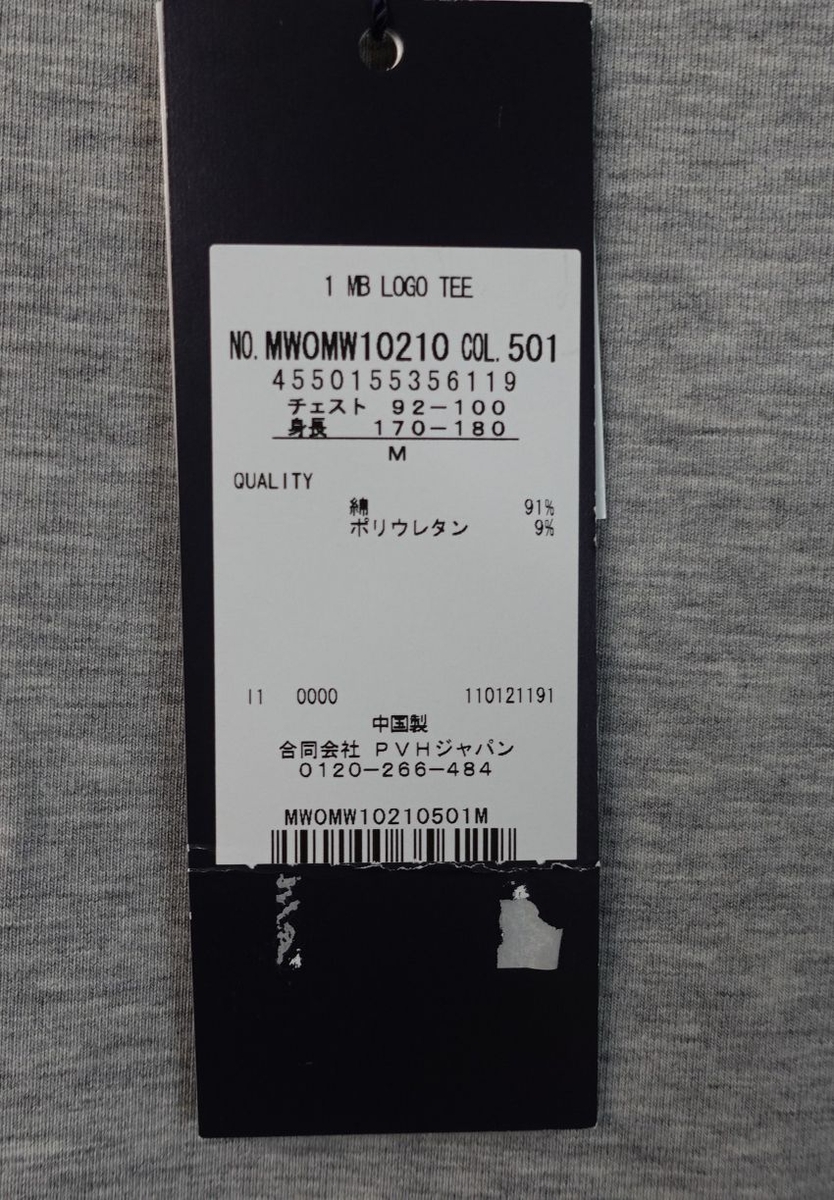 1 MB LOGO TEE
NO. MW0MW10210 COL. 501
4550155356119
チェスト 92-100
身長 170-180
M
QUALITY
綿 91%
ポリウレタン 9%
I1 0000 110121191
中国製
合同会社 PVHジャパン
0120-266-484
MW0MW10210501M